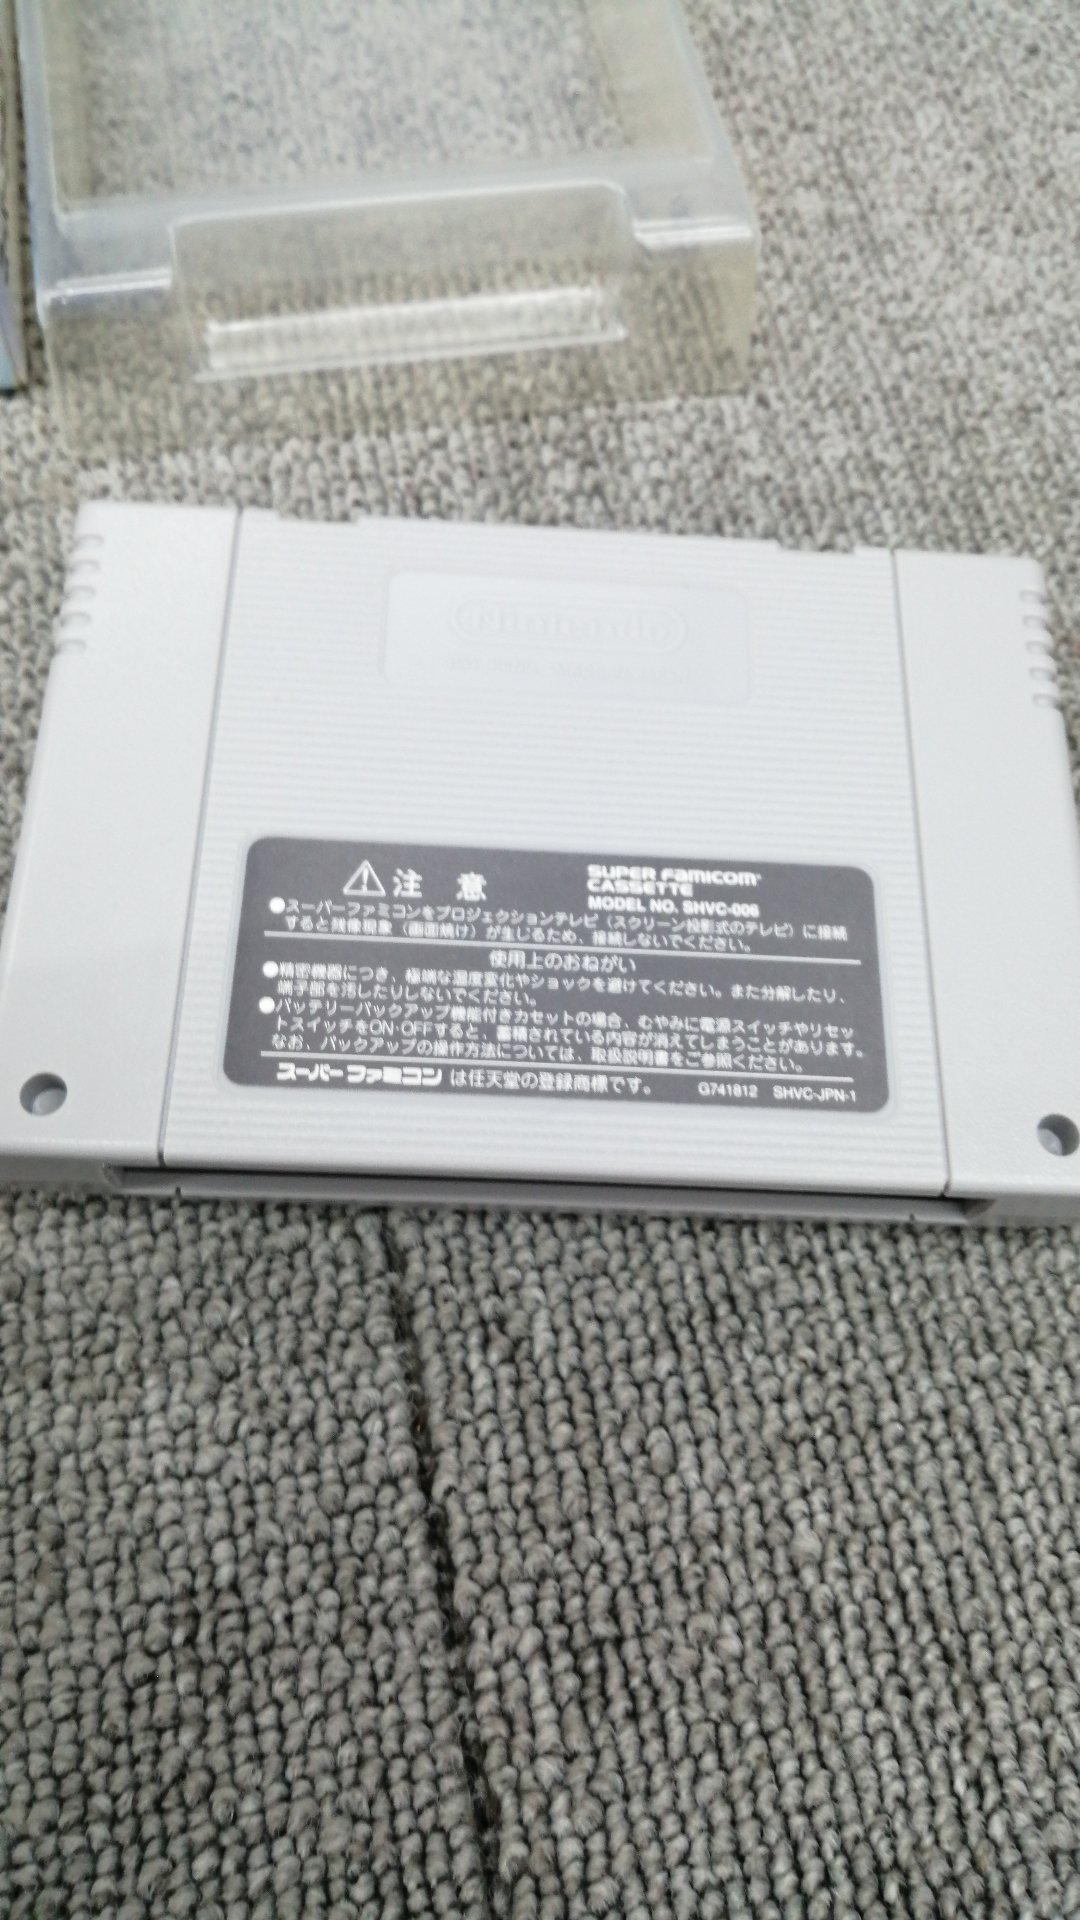 Nintendo
注 意
SUPER Famicom
CASSETTE
MODEL NO. SHVC-006
●スーパーファミコンをプロジェクションテレビ(スクリーン投影式のテレビ)に接続
すると残像現象(画面焼け)が生じるため、接続しないでください。
使用上のおねがい
●精密機器につき、極端な温度変化やショックを避けてください。また分解したり、
端子部を汚したりしないでください。
●バッテリーバックアップ機能付きカセットの場合、むやみに電源スイッチやリセッ
トスイッチをON・OFFすると、蓄積されている内容が消えてしまうことがあります。
なお、バックアップの操作方法については、取扱説明書をご参照ください。
スーパーファミコン は任天堂の登録商標です。 G741812 SHVC-JPN-1